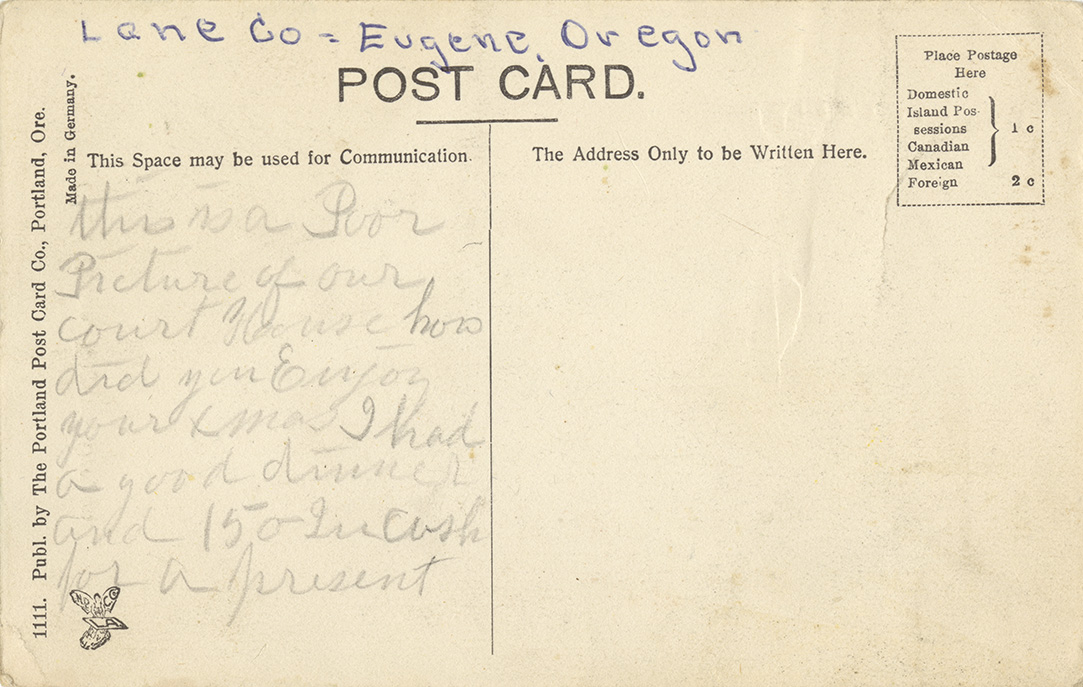 Lane Co = Eugene, Oregon
POST CARD.
Place Postage
Here
Domestic
Island Pos-
sessions
Canadian
Mexican
1 c
Foreign 2 c
This Space may be used for Communication.
The Address Only to be Written Here.
Made in Germany.
1111. Publ. by The Portland Post Card Co., Portland, Ore.
this is a Poor
Picture of our
court House how
did you Enjoy
your xmas I had
a good dinner
and 150 In cash
for a present